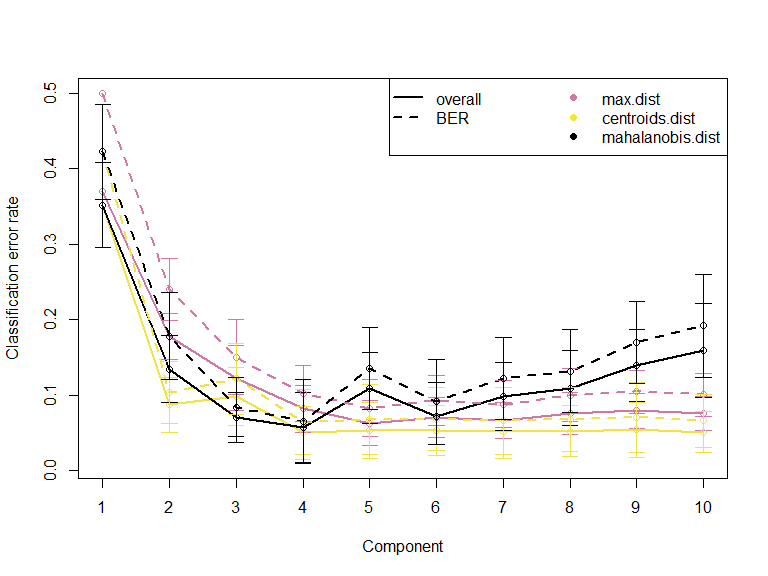 overall
BER
max.dist
centroids.dist
mahalanobis.dist
Classification error rate
0.5
0.4
0.3
0.2
0.1
0.0
1 2 3 4 5 6 7 8 9 10
Component